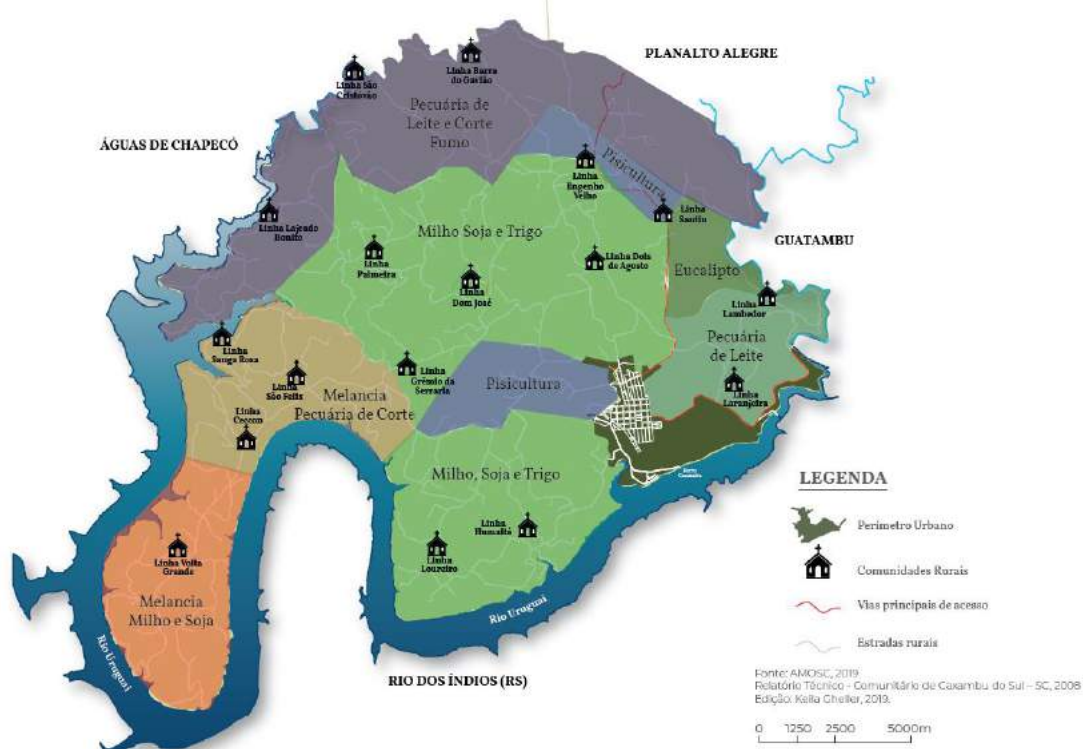 PLANALTO ALEGRE
Linha Barra
do Gavião
Linha São
Cristóvão
Pecuária de
Leite e Corte
Fumo
ÁGUAS DE CHAPECÓ
Pisicultura
Linha
Engenho
Velho
Linha
Santin
Linha Lajeado
Bonito
Milho Soja e Trigo
GUATAMBU
Linha
Palmeira
Linha Dois
de Agosto
Eucalipto
Linha
Dom José
Linha
Lambedor
Linha
Sanga Rosa
Pecuária
de Leite
Linha
Grêmio da
Serraria
Linha
São Felix
Pisicultura
Linha
Laranjeira
Melancia
Pecuária de Corte
Linha
Ceccon
Milho, Soja e Trigo
LEGENDA
Perímetro Urbano
Linha
Humaitá
Linha
Loureiro
Linha Volta
Grande
Comunidades Rurais
Melancia
Milho e Soja
Vias principais de acesso
Rio Uruguai
Rio Uruguai
Estradas rurais
RIO DOS ÍNDIOS (RS)
Fonte: AMOSC, 2019
Relatório Técnico - Comunitário de Caxambu do Sul – SC, 2008
Edição: Keila Gheller, 2019.
0 1250 2500 5000m